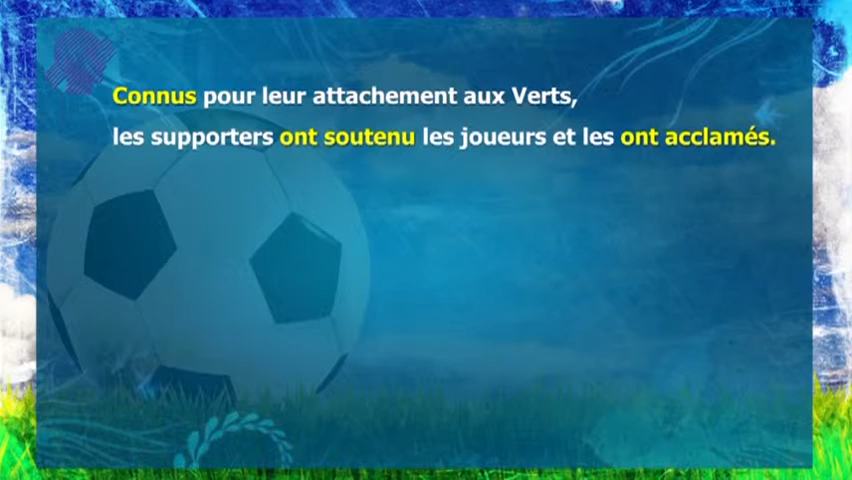 Connus pour leur attachement aux Verts,
les supporters ont soutenu les joueurs et les ont acclamés.